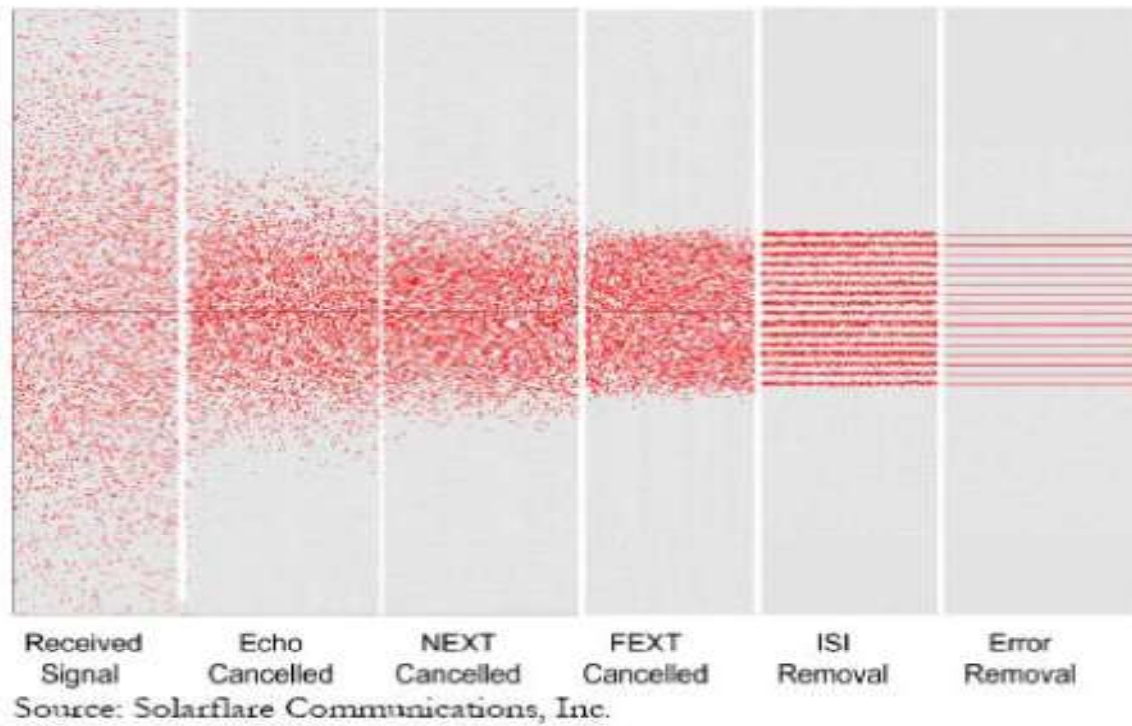 Received Echo NEXT FEXT ISI Error
Signal Cancelled Cancelled Cancelled Removal Removal
Source: Solarflare Communications, Inc.